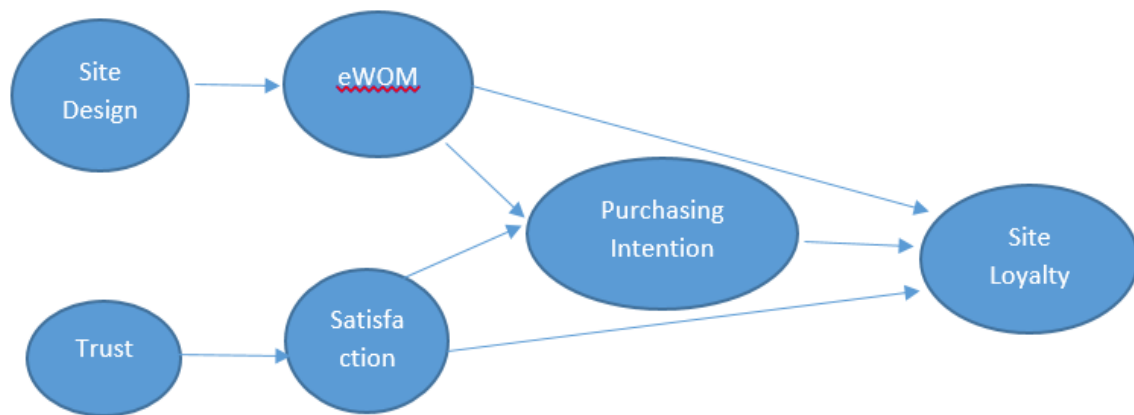 Site
Design
eWOM
Purchasing
Intention
Site
Loyalty
Trust
Satisfa
ction